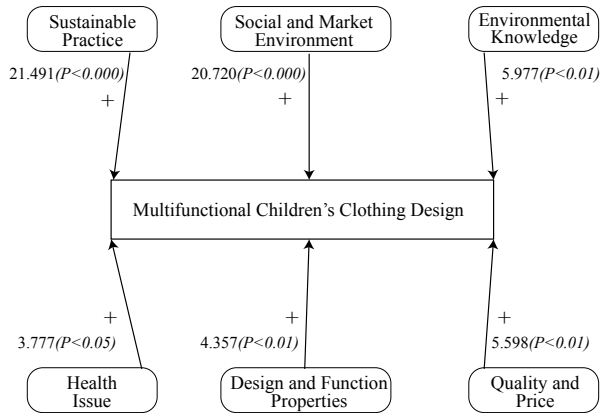 Sustainable
Practice
Social and Market
Environment
Environmental
Knowledge
21.491(P<0.000)
+
20.720(P<0.000)
+
5.977(P<0.01)
+
Multifunctional Children’s Clothing Design
+
3.777(P<0.05)
+
4.357(P<0.01)
+
5.598(P<0.01)
Health
Issue
Design and Function
Properties
Quality and
Price